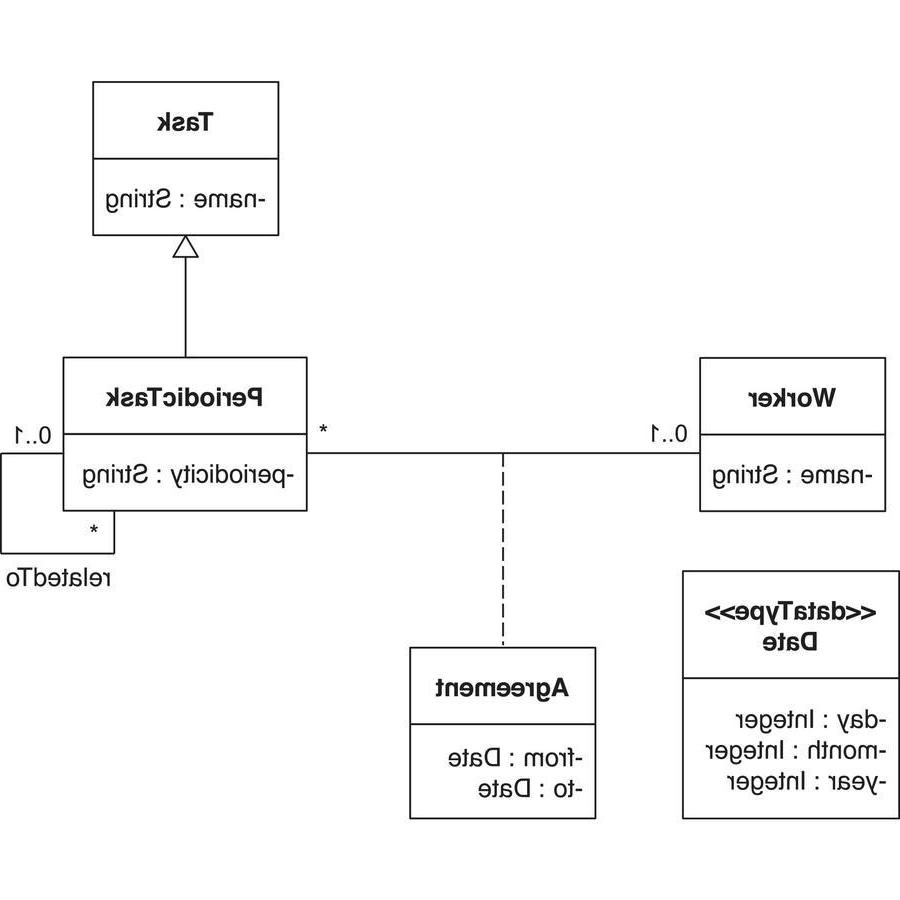 Task
-name : String
PeriodicTask
-periodicity : String
0..1
*
relatedTo
*
0..1
Worker
-name : String
Agreement
-from : Date
-to : Date
<<dataType>>
Date
-day : Integer
-month : Integer
-year : Integer